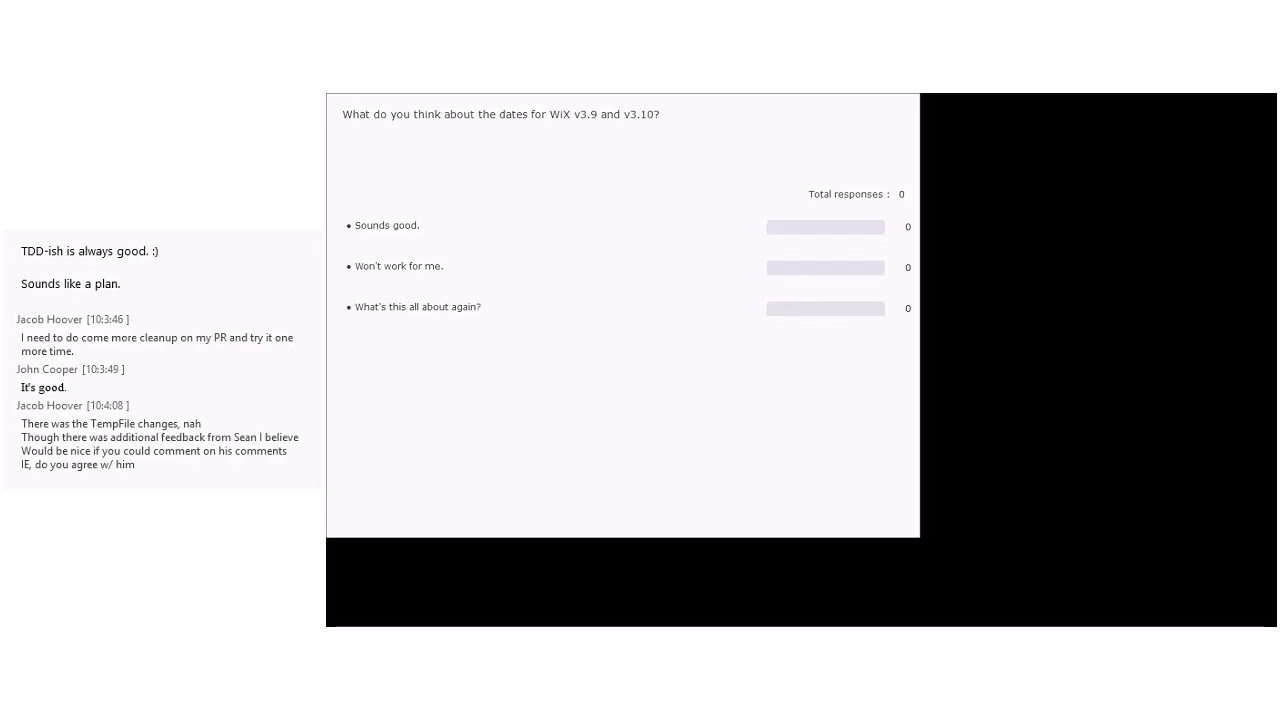 TDD-ish is always good. :)
Sounds like a plan.
Jacob Hoover [10:3:46 ]
I need to do come more cleanup on my PR and try it one
more time.
John Cooper [10:3:49 ]
It's good.
Jacob Hoover [10:4:08 ]
There was the TempFile changes, nah
Though there was additional feedback from Sean I believe
Would be nice if you could comment on his comments
IE, do you agree w/ him
What do you think about the dates for WiX v3.9 and v3.10?
Total responses : 0
• Sounds good. 0
• Won't work for me. 0
• What's this all about again? 0